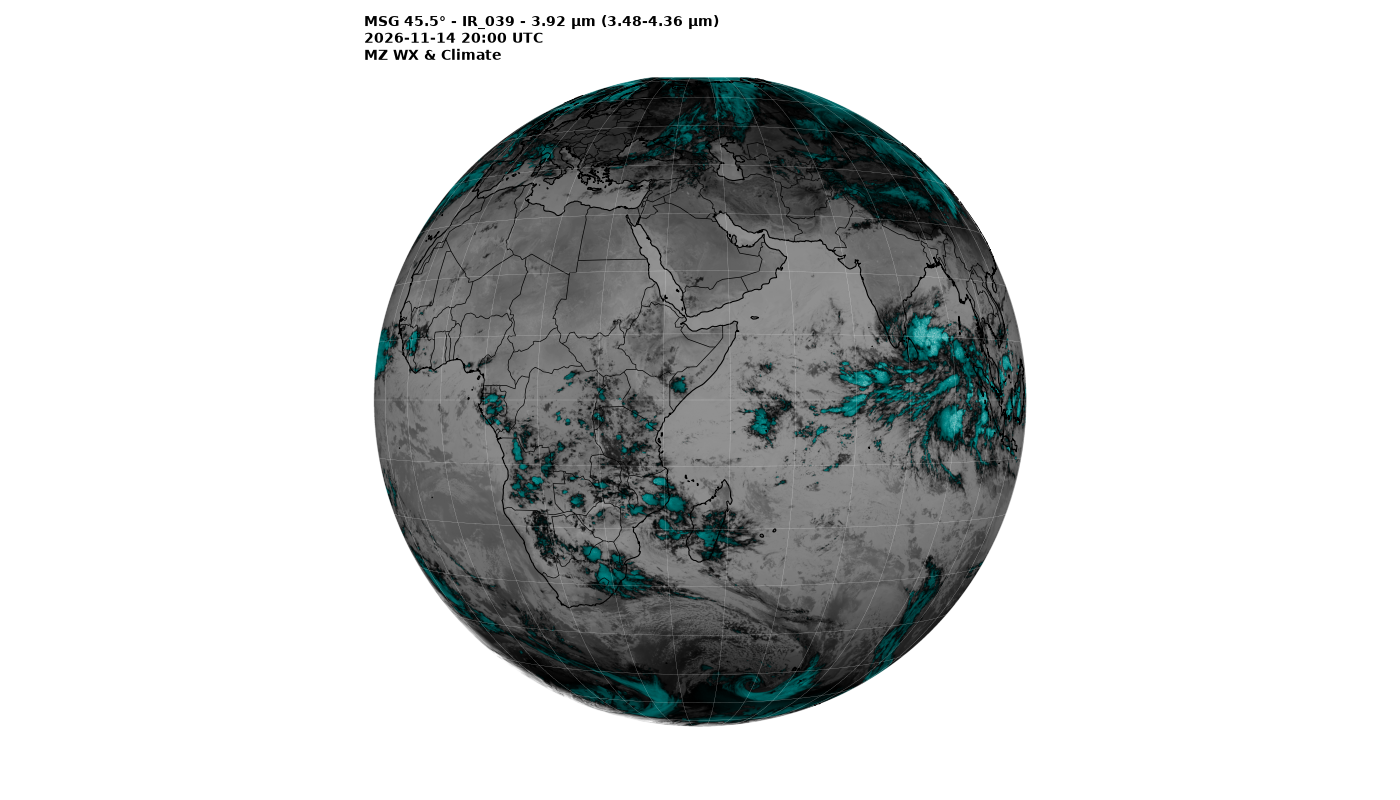 MSG 45.5° - IR_039 - 3.92 µm (3.48-4.36 µm)
2026-11-14 20:00 UTC
MZ WX & Climate